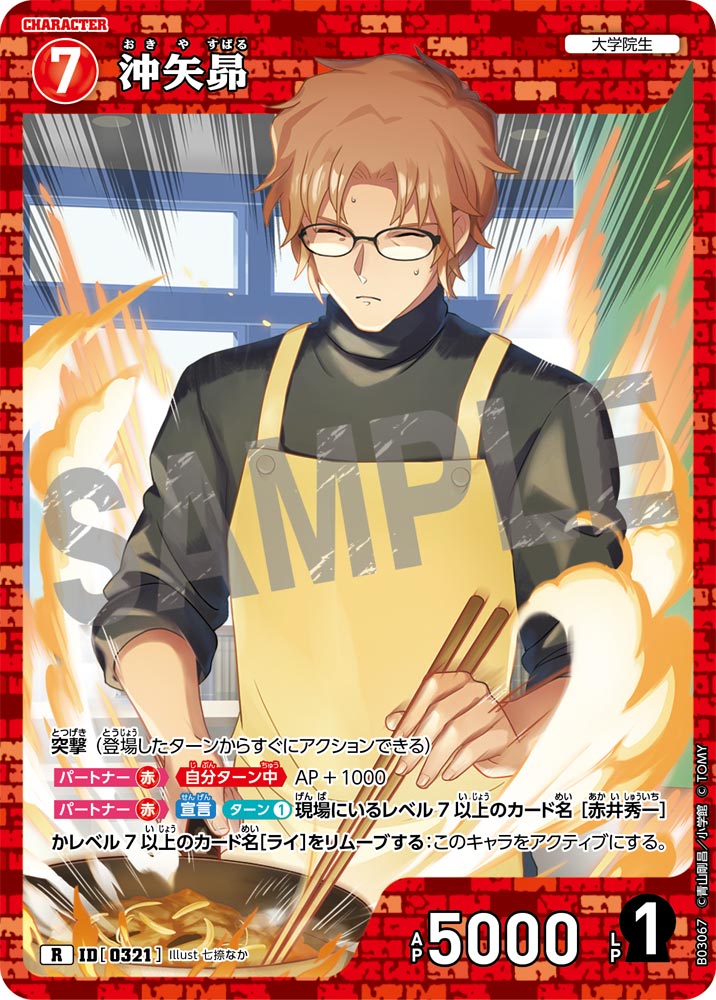 CHARACTER
7
おきやすばる
沖矢昴
大学院生
SAMPLE
とつげき とうじょう
突撃（登場したターンからすぐにアクションできる）
じぶん ちゅう
パートナー 赤 自分ターン中 AP+1000
せんげん げんば いじょう めい あかいしゅういち
パートナー 赤 宣言 ターン① 現場にいるレベル7以上のカード名［赤井秀一］
いじょう めい
かレベル7以上のカード名[ライ]をリムーブする：このキャラをアクティブにする。
AP 5000 LP 1
R ID[0321] Illust 七捺なか
B03067 ©青山剛昌／小学館 © TOMY